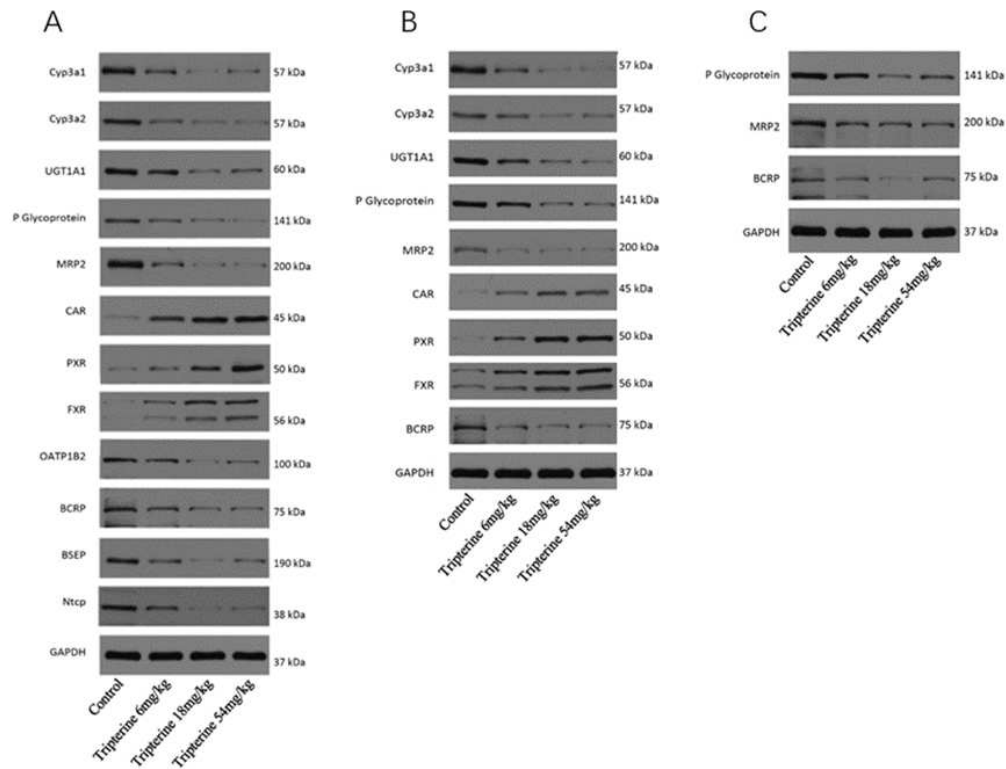 A
Cyp3a1 57 kDa
Cyp3a2 57 kDa
UGT1A1 60 kDa
P Glycoprotein 141 kDa
MRP2 200 kDa
CAR 45 kDa
PXR 50 kDa
FXR 56 kDa
OATP1B2 100 kDa
BCRP 75 kDa
BSEP 190 kDa
Ntcp 38 kDa
GAPDH 37 kDa
Control
Tripterine 6mg/kg
Tripterine 18mg/kg
Tripterine 54mg/kg
B
Cyp3a1 57 kDa
Cyp3a2 57 kDa
UGT1A1 60 kDa
P Glycoprotein 141 kDa
MRP2 200 kDa
CAR 45 kDa
PXR 50 kDa
FXR 56 kDa
BCRP 75 kDa
GAPDH 37 kDa
Control
Tripterine 6mg/kg
Tripterine 18mg/kg
Tripterine 54mg/kg
C
P Glycoprotein 141 kDa
MRP2 200 kDa
BCRP 75 kDa
GAPDH 37 kDa
Control
Tripterine 6mg/kg
Tripterine 18mg/kg
Tripterine 54mg/kg